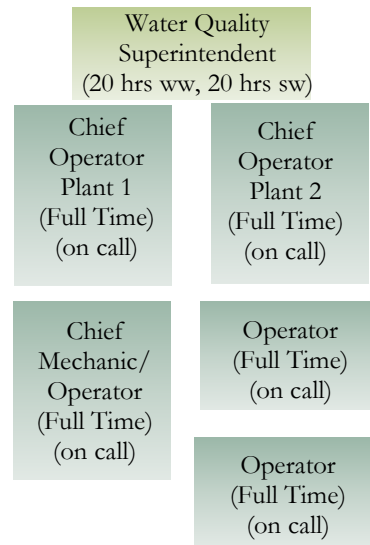 Water Quality
Superintendent
(20 hrs ww, 20 hrs sw)
Chief
Operator
Plant 1
(Full Time)
(on call)
Chief
Operator
Plant 2
(Full Time)
(on call)
Chief
Mechanic/
Operator
(Full Time)
(on call)
Operator
(Full Time)
(on call)
Operator
(Full Time)
(on call)